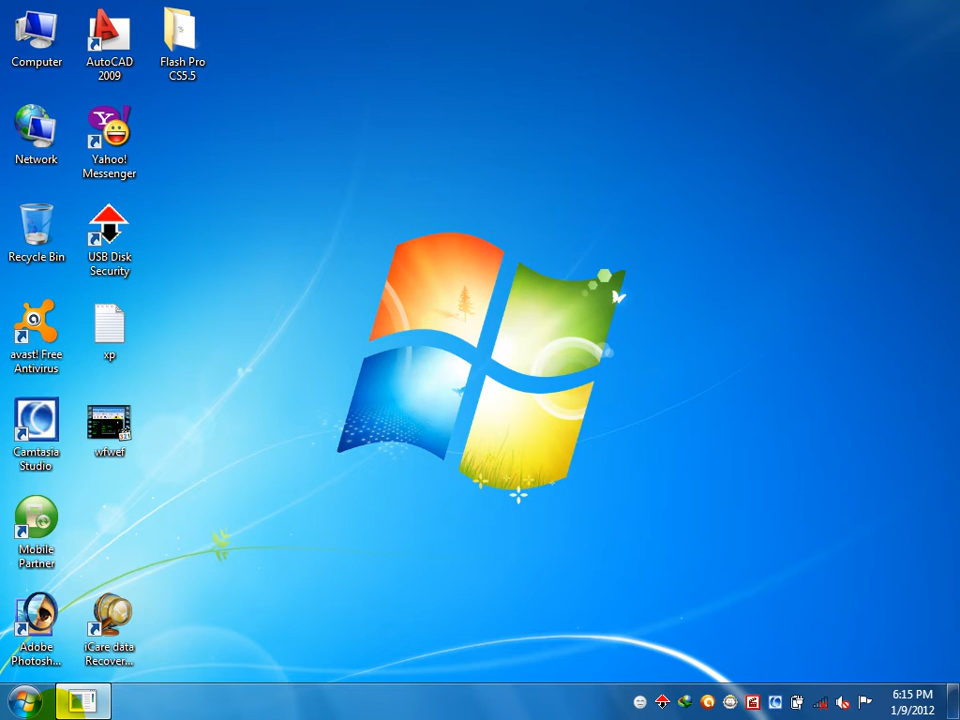 Computer
AutoCAD
2009
Flash Pro
CS5.5
Network
Yahoo!
Messenger
Recycle Bin
USB Disk
Security
avast! Free
Antivirus
xp
Camtasia
Studio
wfwef
Mobile
Partner
Adobe
Photosh...
iCare data
Recover...
6:15 PM
1/9/2012